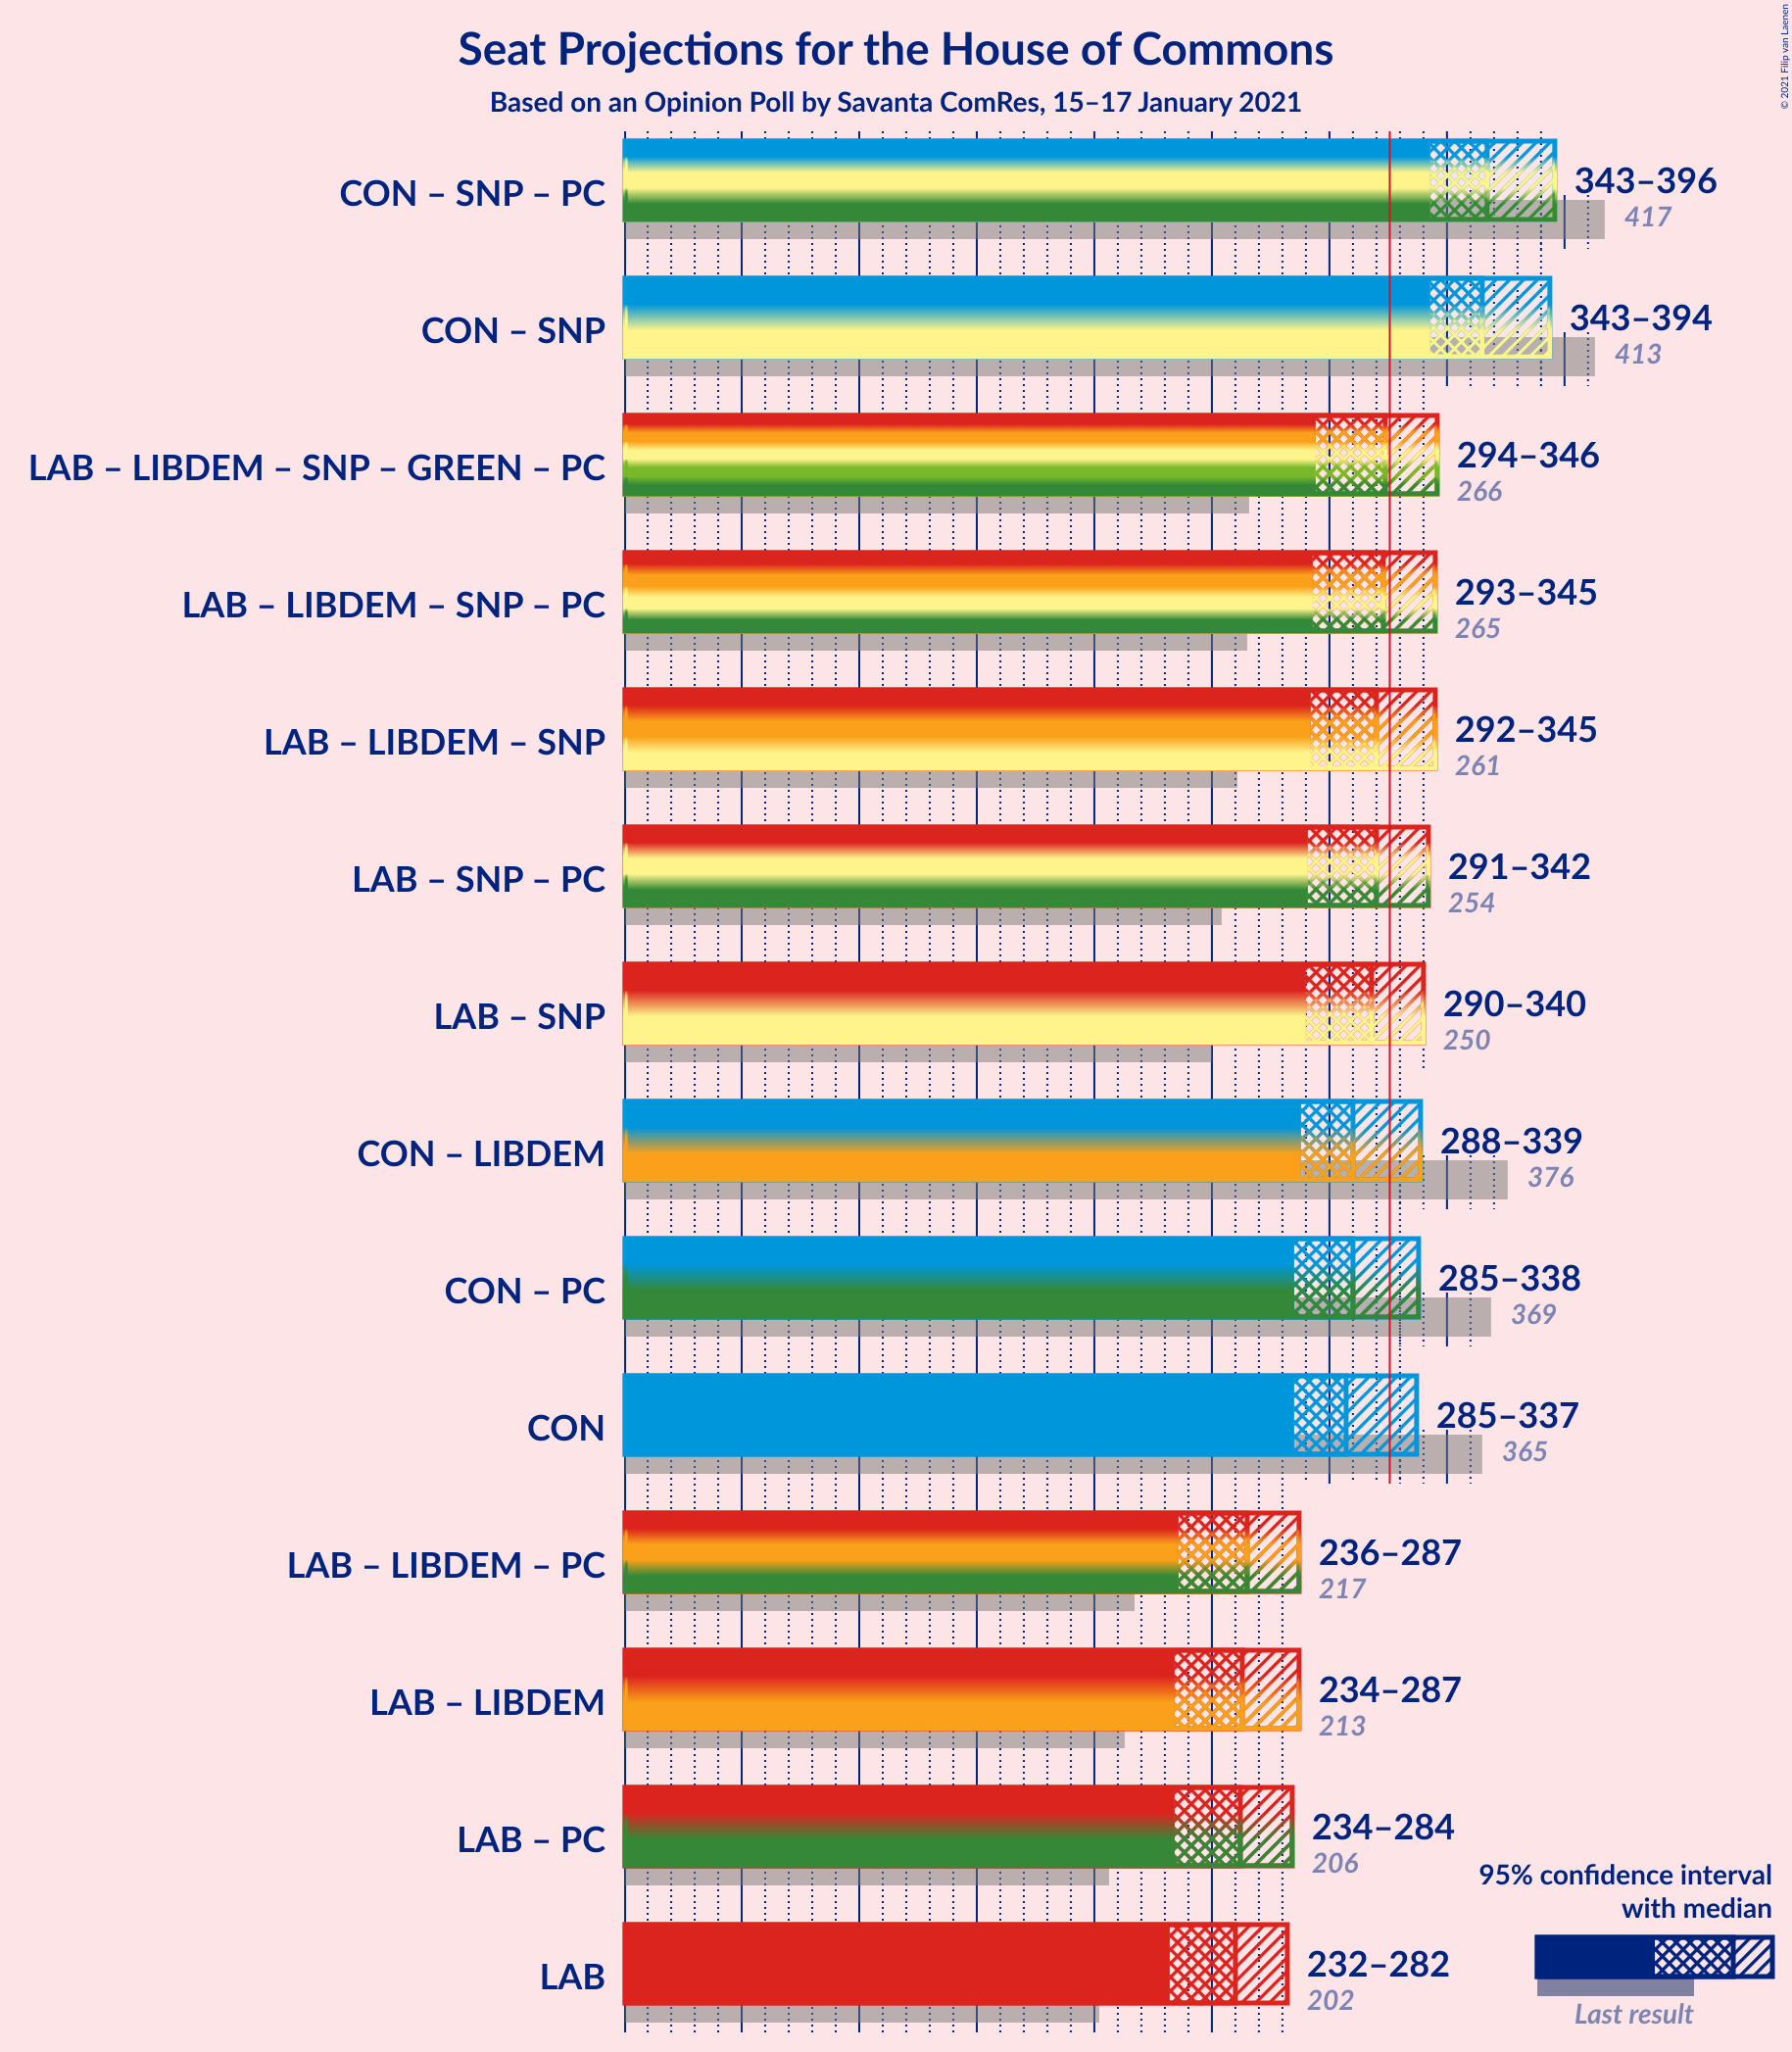 Seat Projections for the House of Commons
Based on an Opinion Poll by Savanta ComRes, 15–17 January 2021
© 2021 Filip van Laenen
CON – SNP – PC
343–396
417
CON – SNP
343–394
413
LAB – LIBDEM – SNP – GREEN – PC
294–346
266
LAB – LIBDEM – SNP – PC
293–345
265
LAB – LIBDEM – SNP
292–345
261
LAB – SNP – PC
291–342
254
LAB – SNP
290–340
250
CON – LIBDEM
288–339
376
CON – PC
285–338
369
CON
285–337
365
LAB – LIBDEM – PC
236–287
217
LAB – LIBDEM
234–287
213
LAB – PC
234–284
206
LAB
232–282
202
95% confidence interval
with median
Last result